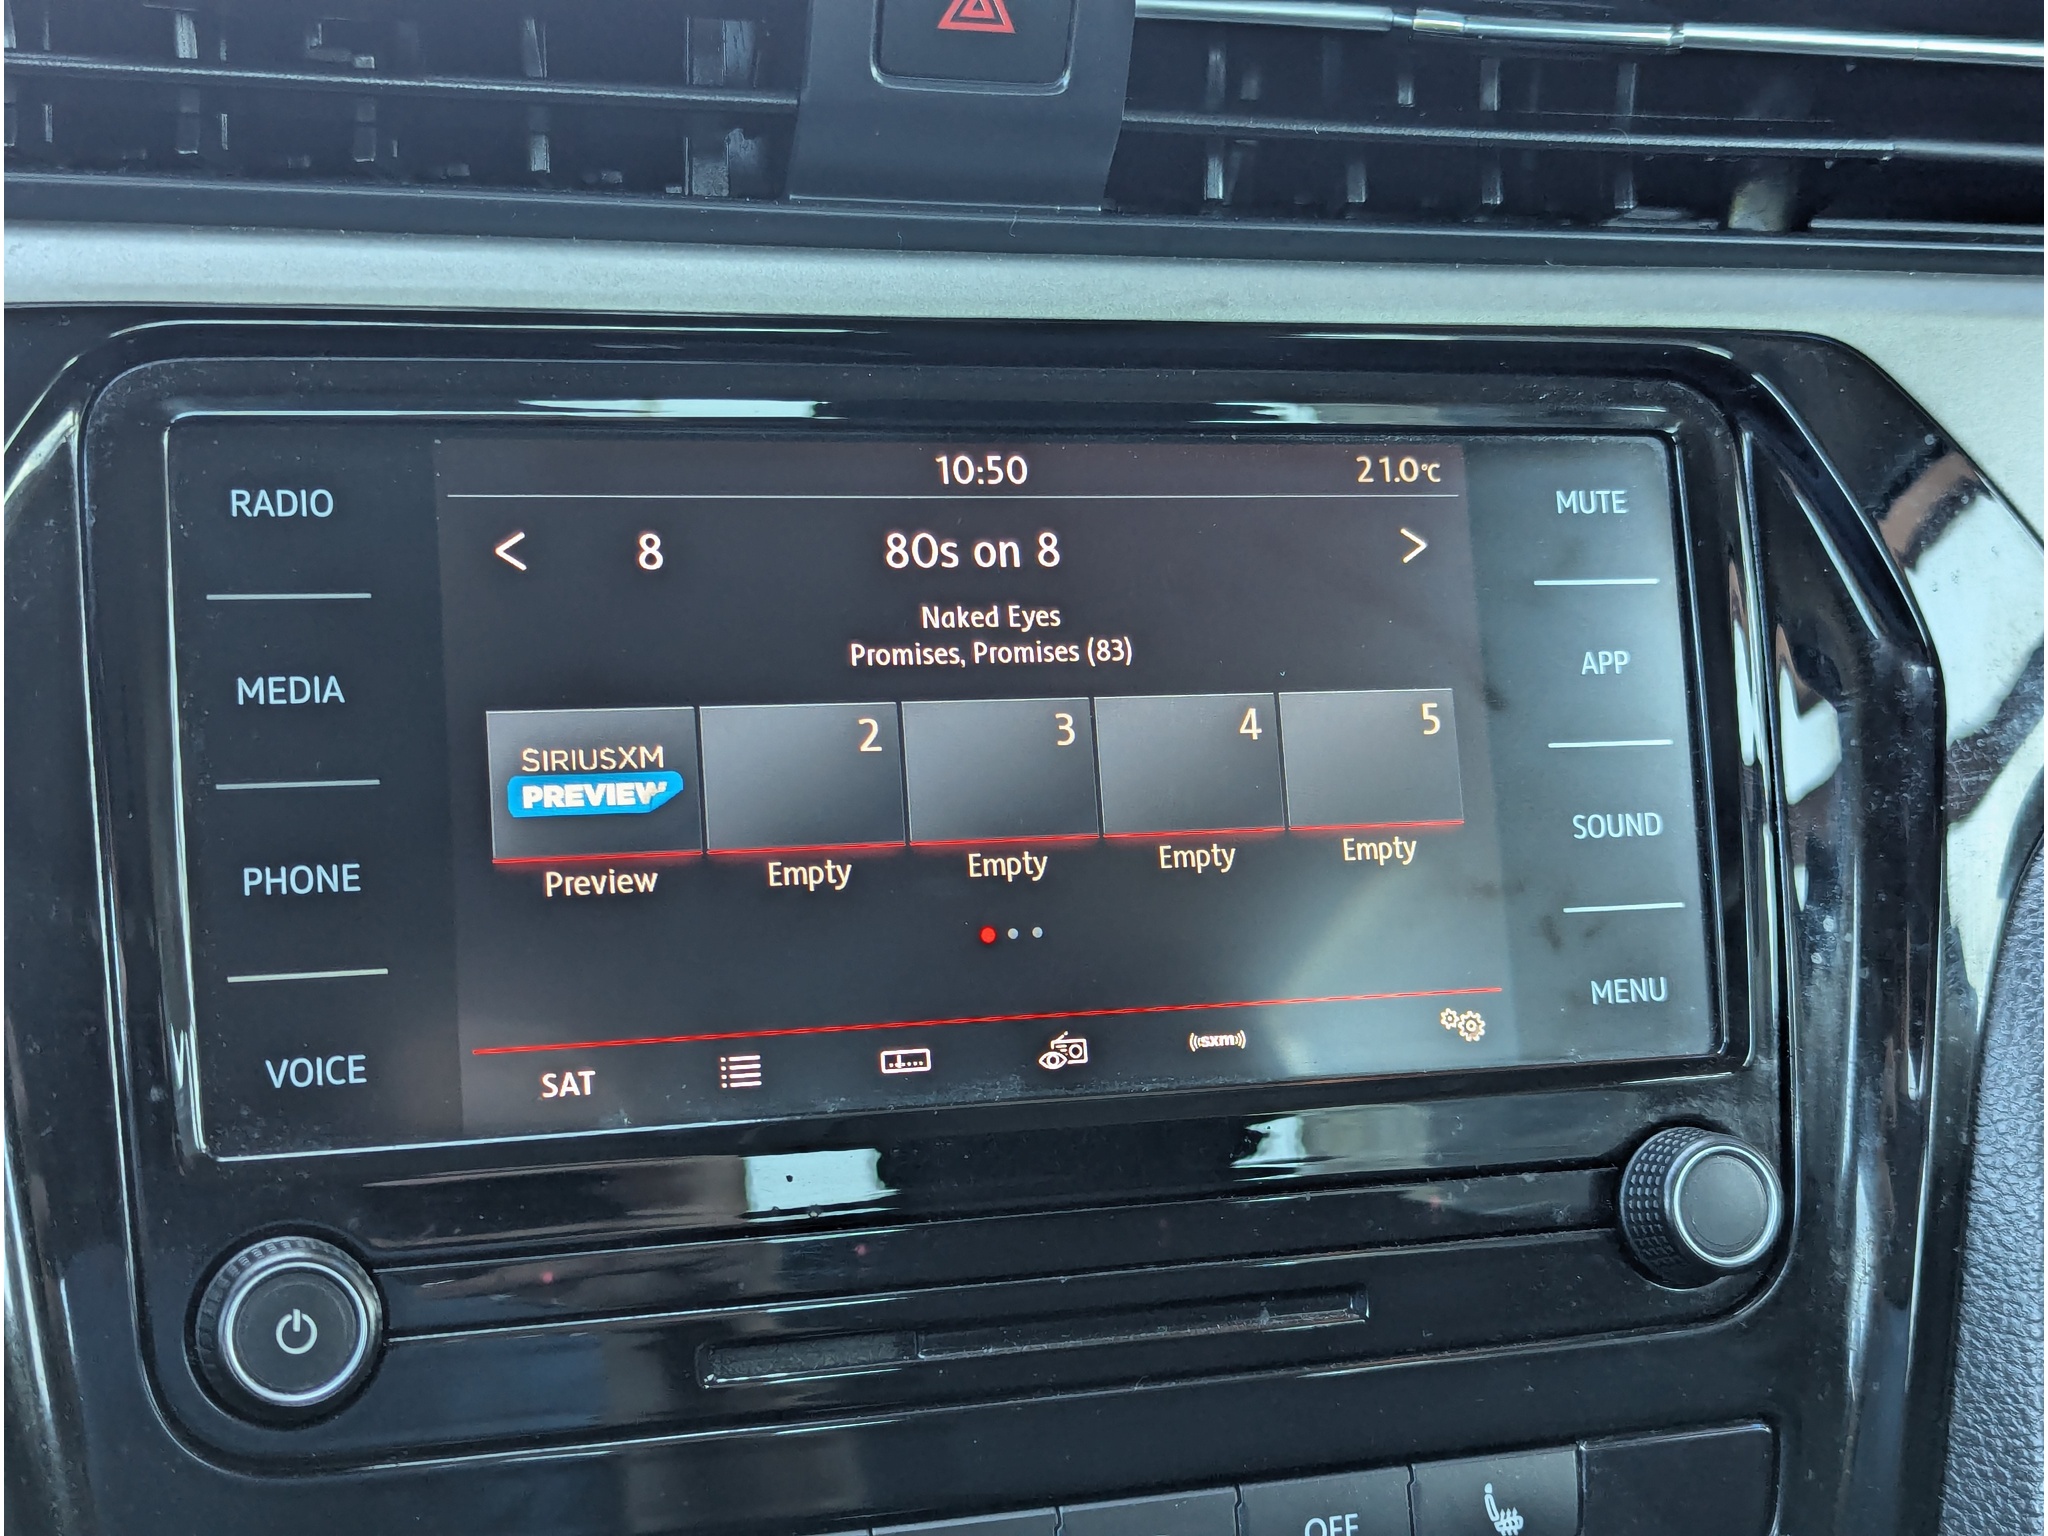 RADIO
MEDIA
PHONE
VOICE
10:50
21.0°C
<
8
80s on 8
>
Naked Eyes
Promises, Promises (83)
SIRIUSXM
PREVIEW
2
3
4
5
Preview
Empty
Empty
Empty
Empty
SAT
((sxm))
MUTE
APP
SOUND
MENU
OFF